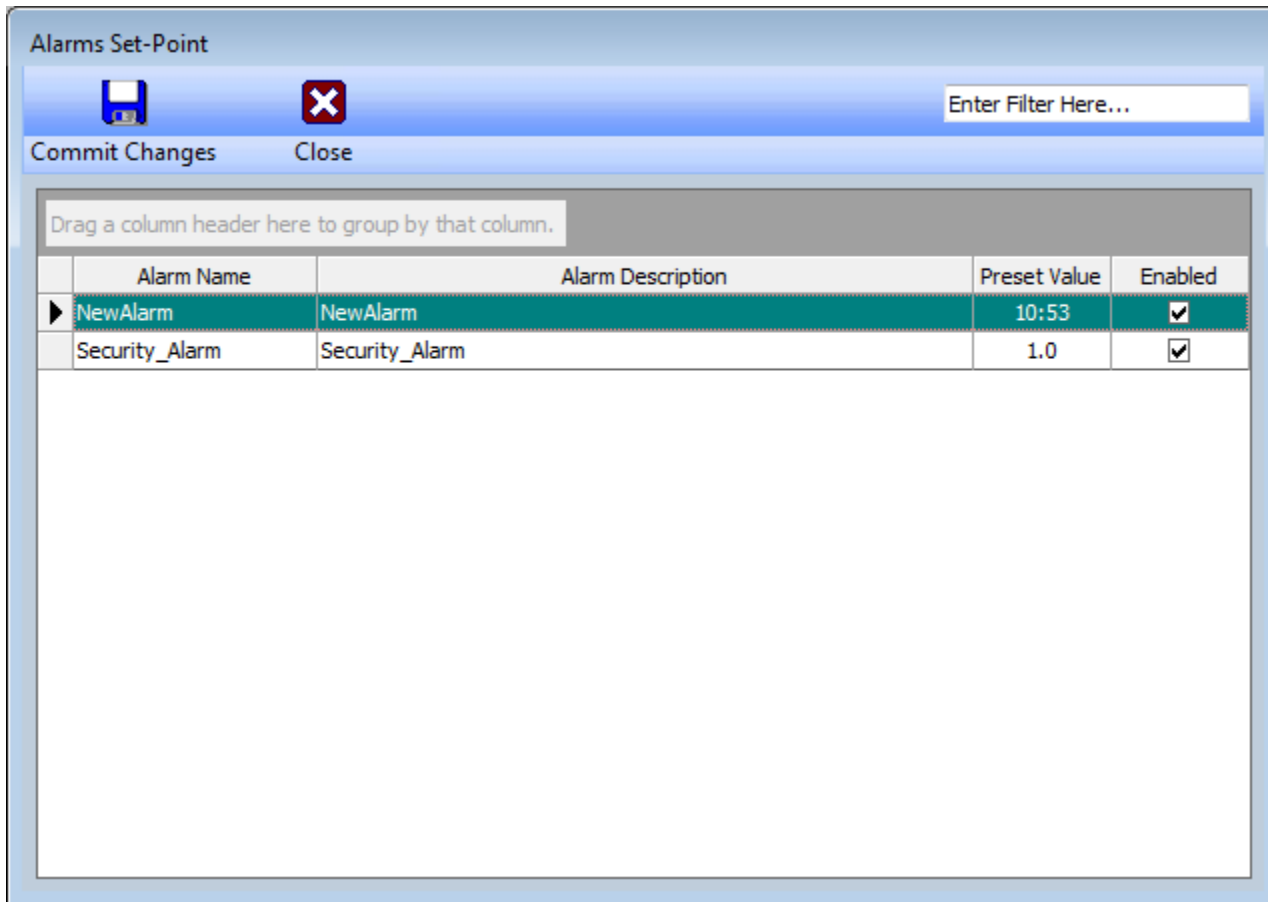 Alarms Set-Point
Enter Filter Here...
Commit Changes Close
Drag a column header here to group by that column.
Alarm Name Alarm Description Preset Value Enabled
NewAlarm NewAlarm 10:53
Security_Alarm Security_Alarm 1.0